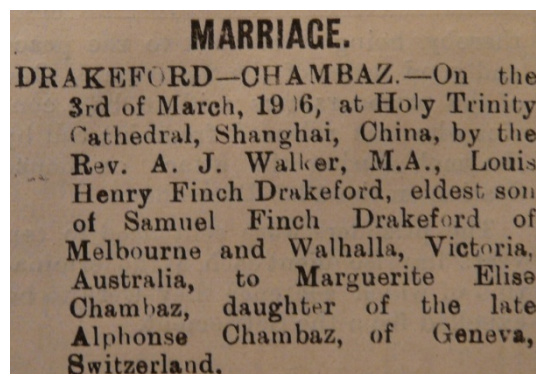 MARRIAGE.
DRAKEFORD—CHAMBAZ.—On the
3rd of March, 1916, at Holy Trinity
Cathedral, Shanghai, China, by the
Rev. A. J. Walker, M.A., Louis
Henry Finch Drakeford, eldest son
of Samuel Finch Drakeford of
Melbourne and Walhalla, Victoria,
Australia, to Marguerite Elise
Chambaz, daughter of the late
Alphonse Chambaz, of Geneva,
Switzerland.